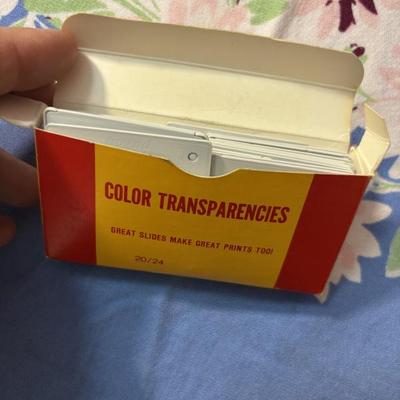 COLOR TRANSPARENCIES
GREAT SLIDES MAKE GREAT PRINTS TOO!
20/24